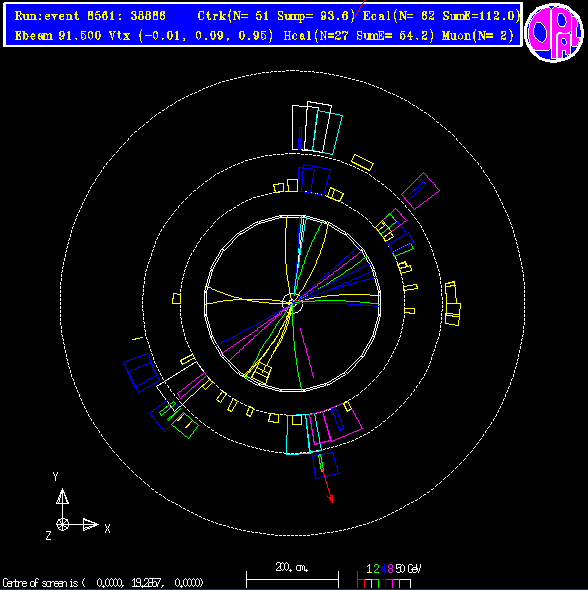 Run:event 8561: 38886 Ctrk(N= 51 Sump= 93.6) Ecal(N= 62 SumE=112.0)
Ebeam 91.500 Vtx (-0.01, 0.09, 0.95) Hcal(N=27 SumE= 54.2) Muon(N= 2)
OPAL
Y
X
Z
200. cm.
1 2 4 8 50 GeV
Centre of screen is ( 0.0000, 19.2857, 0.0000)